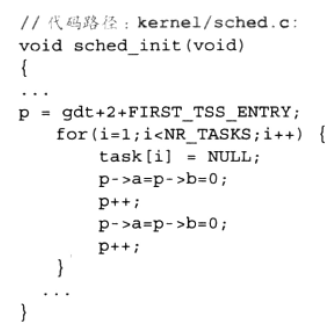 //代码路径：kernel/sched.c:
void sched_init(void)
{
...
p = gdt+2+FIRST_TSS_ENTRY;
    for(i=1;i<NR_TASKS;i++) {
        task[i] = NULL;
        p->a=p->b=0;
        p++;
        p->a=p->b=0;
        p++;
    }
  ...
}